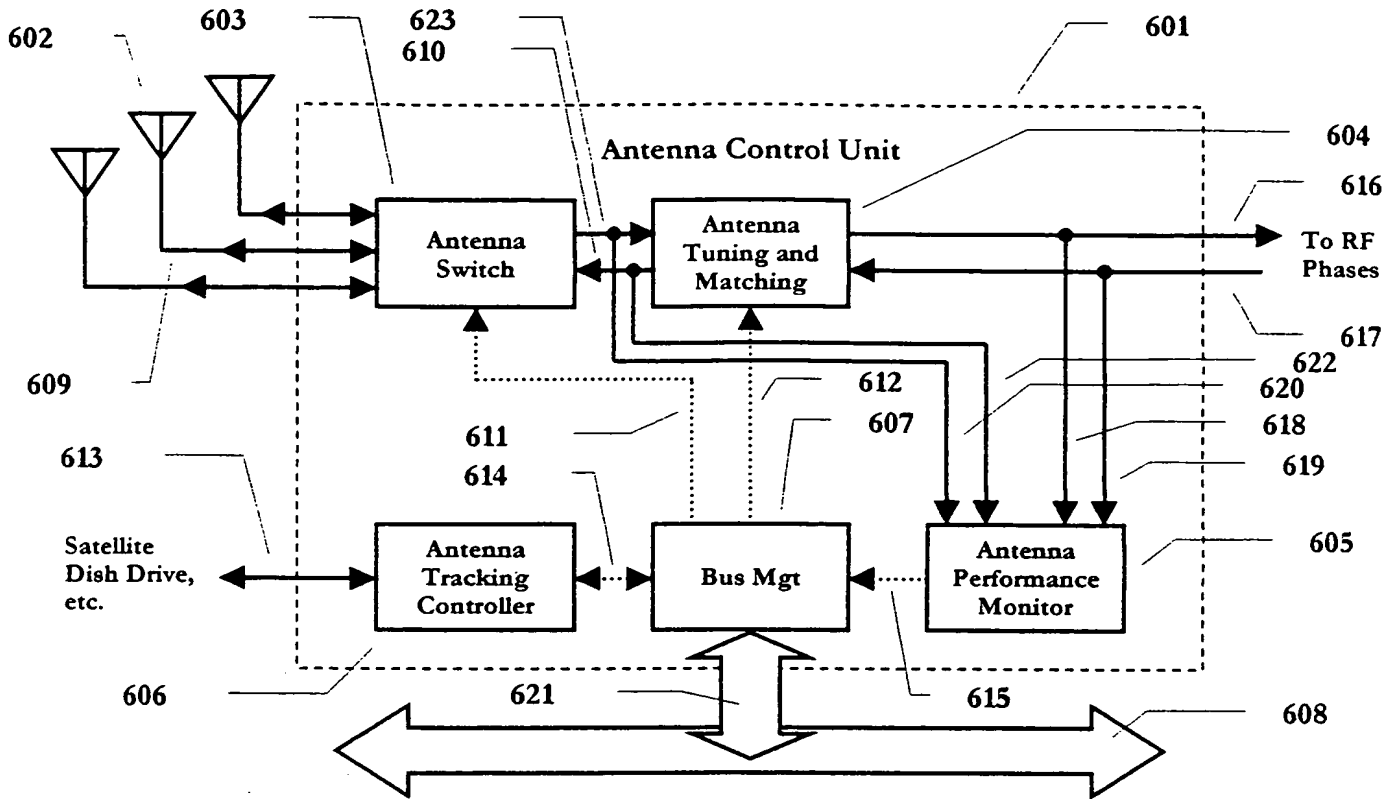 603
623
602
610
601
Antenna Control Unit
604
616
Antenna
Switch
Antenna
Tuning and
Matching
To RF
Phases
617
609
612
622
620
611
607
618
613
614
619
Satellite
Dish Drive,
etc.
Antenna
Tracking
Controller
Bus Mgt
Antenna
Performance
Monitor
605
606
621
615
608